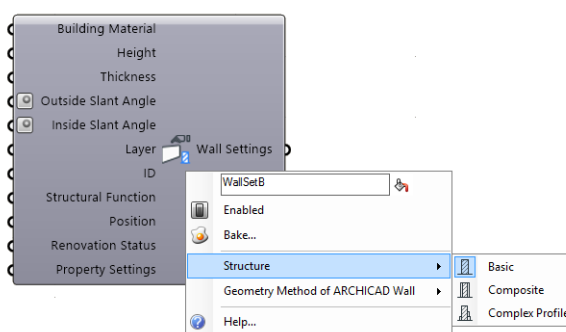 Building Material
Height
Thickness
Outside Slant Angle
Inside Slant Angle
Layer
Wall Settings
ID
Structural Function
Position
Renovation Status
Property Settings
WallSetB
Enabled
Bake...
Structure
Geometry Method of ARCHICAD Wall
Help...
Basic
Composite
Complex Profile